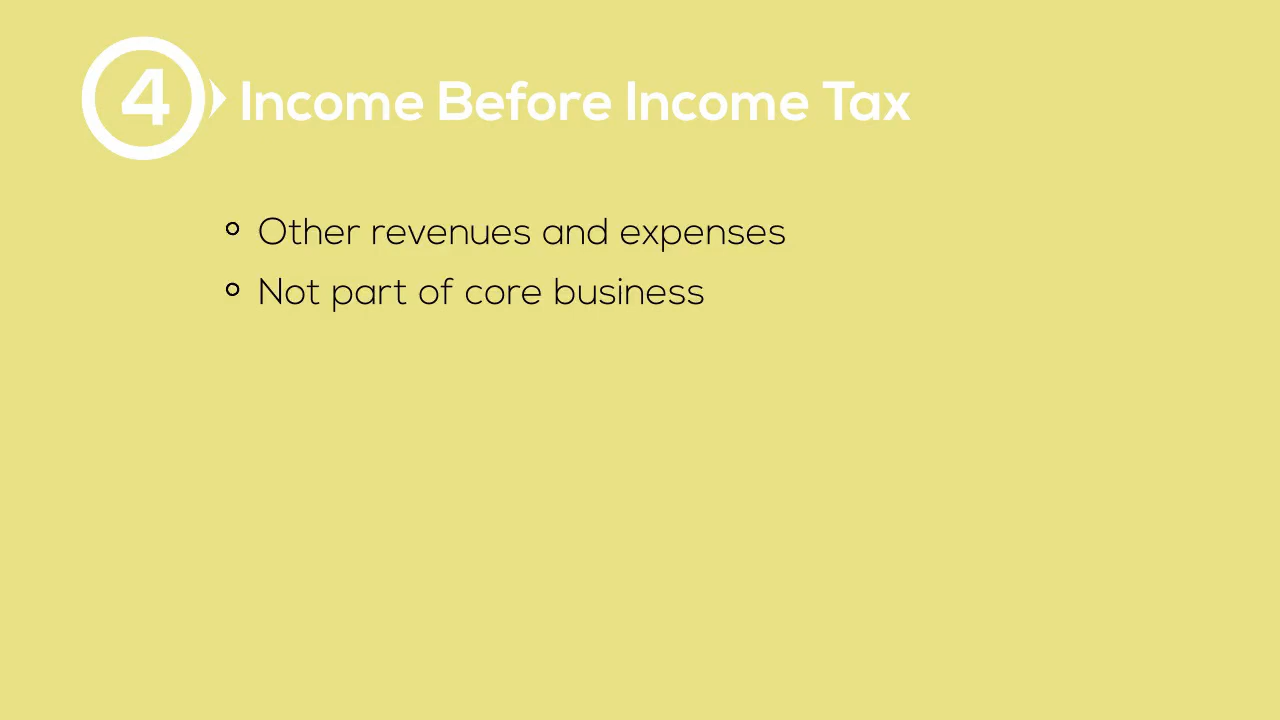 4 Income Before Income Tax
Other revenues and expenses
Not part of core business